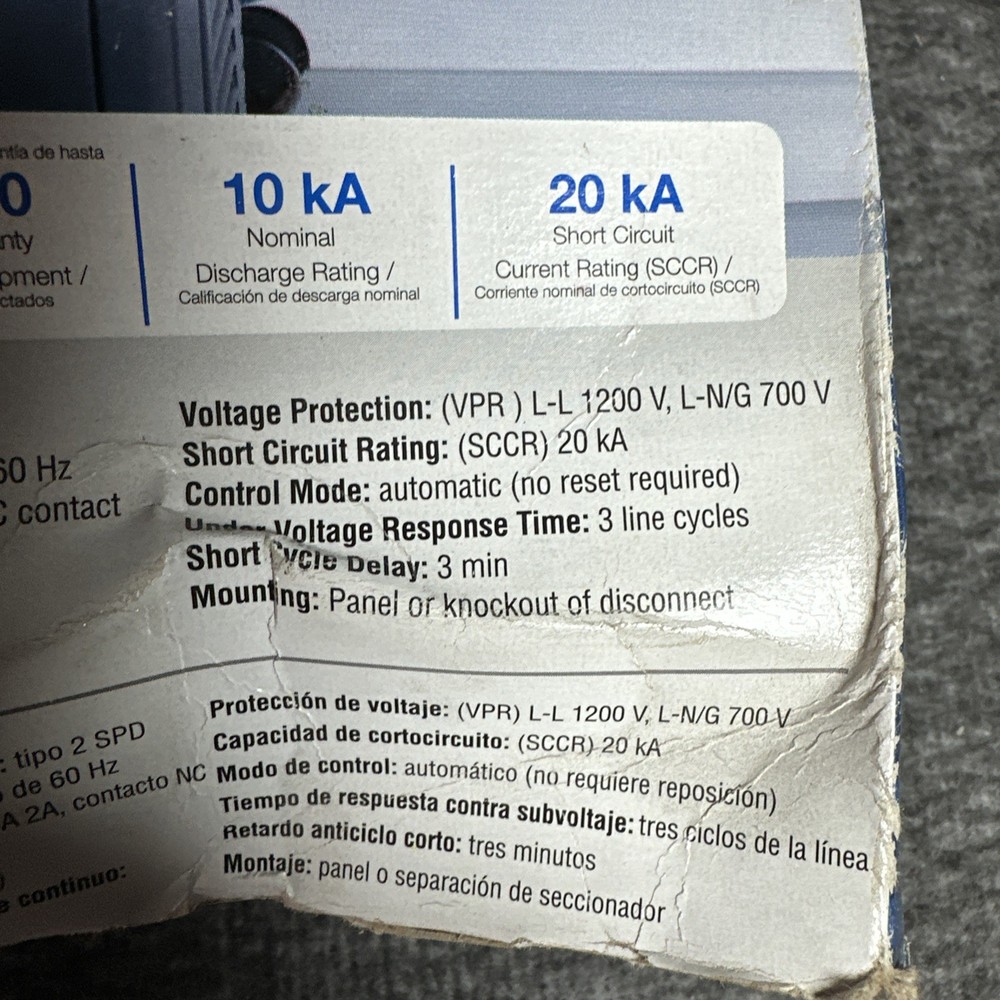 ntía de hasta
0
nty
pment /
ctados
10 kA
Nominal
Discharge Rating /
Calificación de descarga nominal
20 kA
Short Circuit
Current Rating (SCCR) /
Corriente nominal de cortocircuito (SCCR)
60 Hz
C contact
Voltage Protection: (VPR ) L-L 1200 V, L-N/G 700 V
Short Circuit Rating: (SCCR) 20 kA
Control Mode: automatic (no reset required)
Under Voltage Response Time: 3 line cycles
Short Cycle Delay: 3 min
Mounting: Panel or knockout of disconnect
: tipo 2 SPD
de 60 Hz
A 2A, contacto NC
)
e continuo:
Protección de voltaje: (VPR) L-L 1200 V, L-N/G 700 V
Capacidad de cortocircuito: (SCCR) 20 kA
Modo de control: automático (no requiere reposición)
Tiempo de respuesta contra subvoltaje: tres ciclos de la línea
Retardo anticiclo corto: tres minutos
Montaje: panel o separación de seccionador